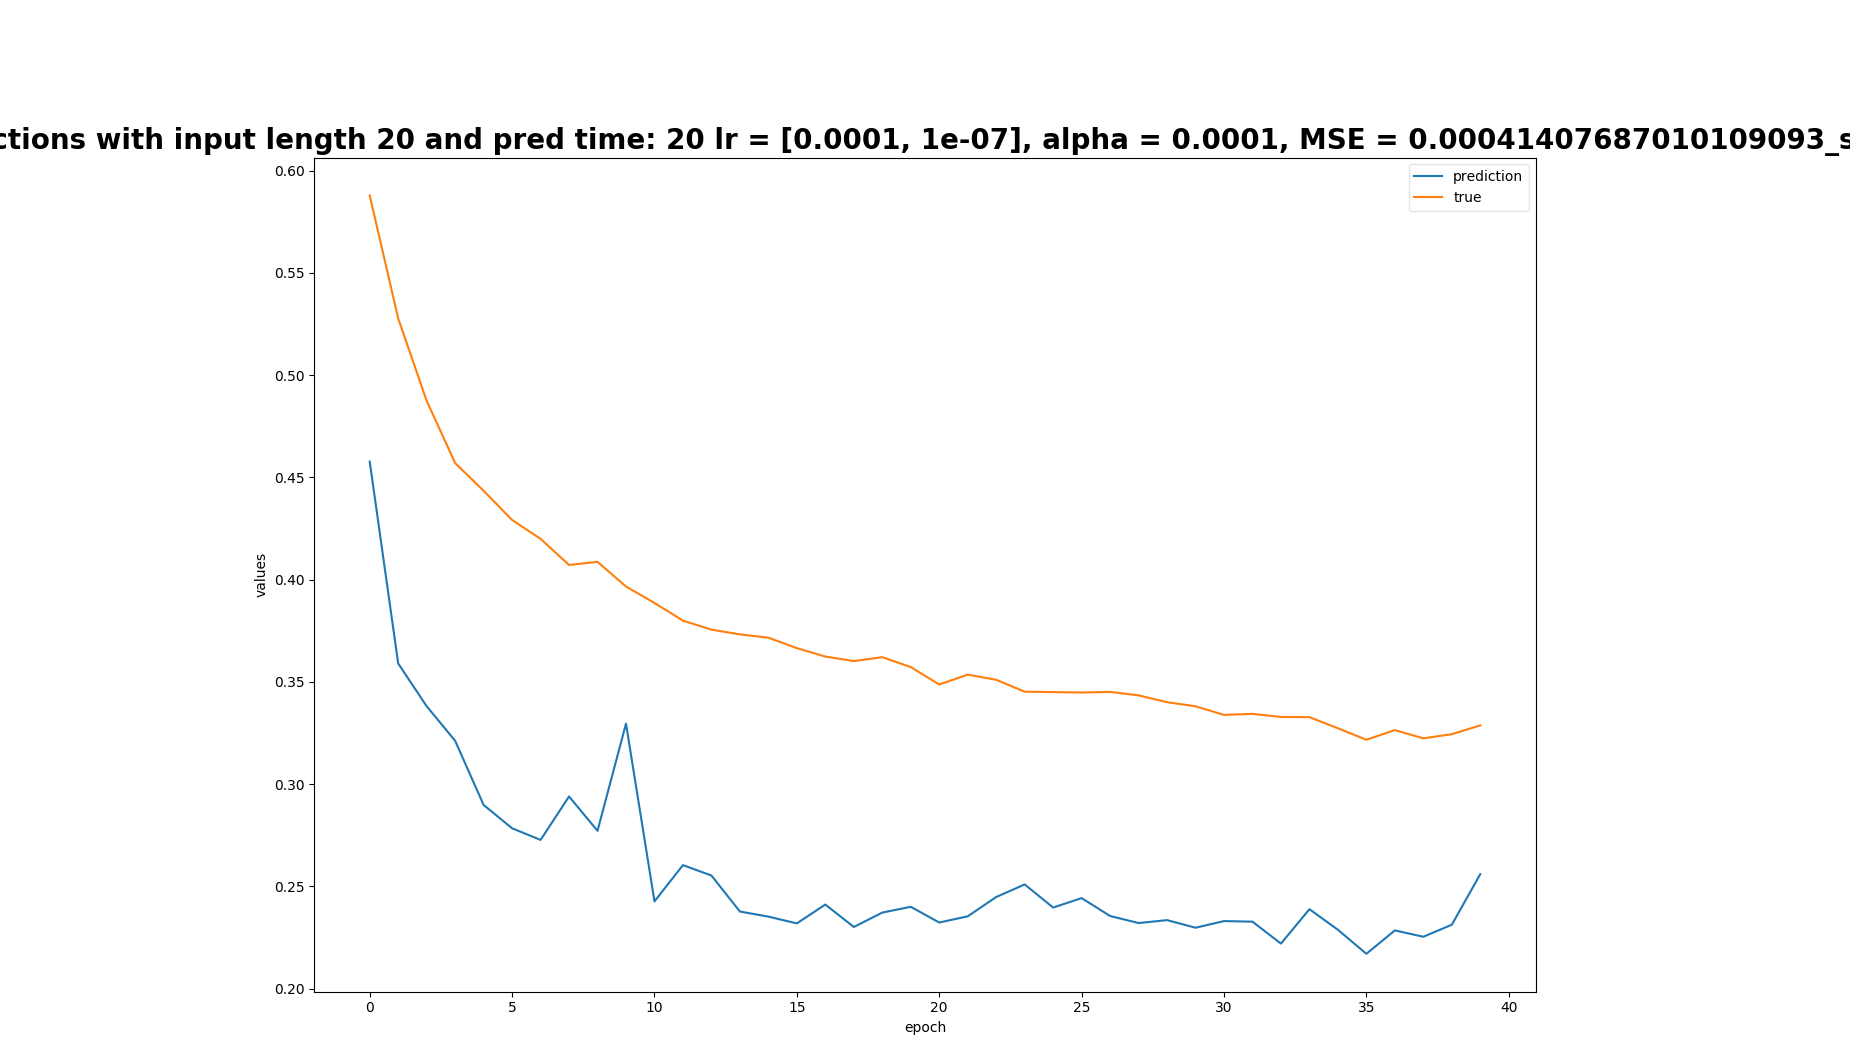 ctions with input length 20 and pred time: 20 lr = [0.0001, 1e-07], alpha = 0.0001, MSE = 0.00041407687010109093_s
prediction
true
0.60
0.55
0.50
0.45
0.40
0.35
0.30
0.25
0.20
values
0 5 10 15 20 25 30 35 40
epoch